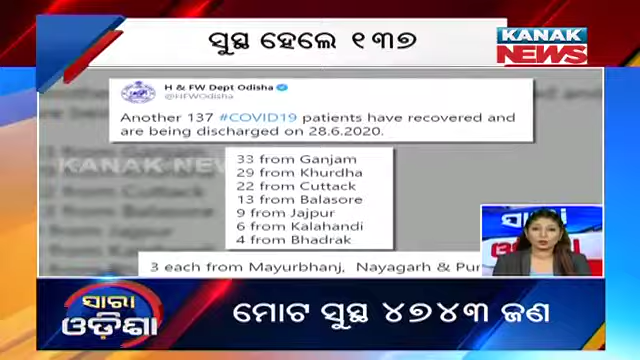 ସୁସ୍ଥ ହେଲେ ୧୩୭
KANAK
NEWS
H & FW Dept Odisha
@HFWOdisha
Another 137 #COVID19 patients have recovered and
are being discharged on 28.6.2020.
KANAK NEWS
33 from Ganjam
29 from Khurdha
22 from Cuttack
13 from Balasore
9 from Jajpur
6 from Kalahandi
4 from Bhadrak
3 each from Mayurbhanj, Nayagarh &
ସାରା
ଓଡ଼ିଶା
ମୋଟ ସୁସ୍ଥ ୪୭୪୩ ଜଣ